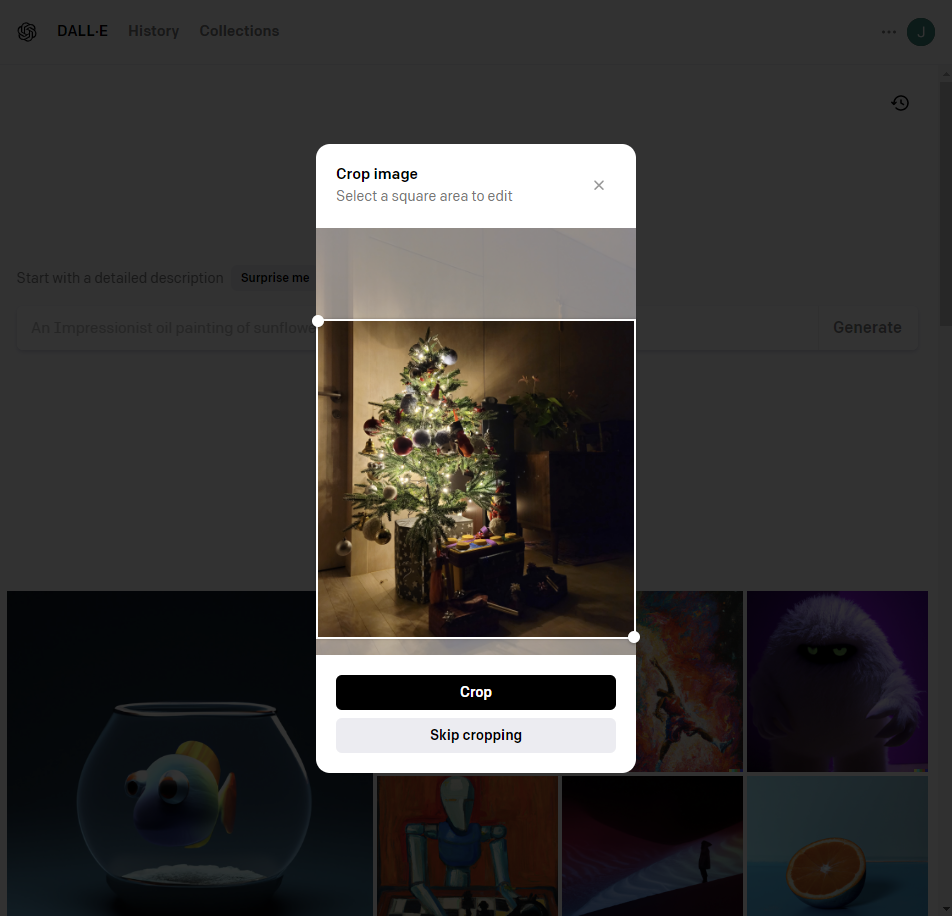 DALL·E History Collections ··· J
Crop image
Select a square area to edit
Start with a detailed description Surprise me
An Impressionist oil painting of sunflowe Generate
Crop
Skip cropping